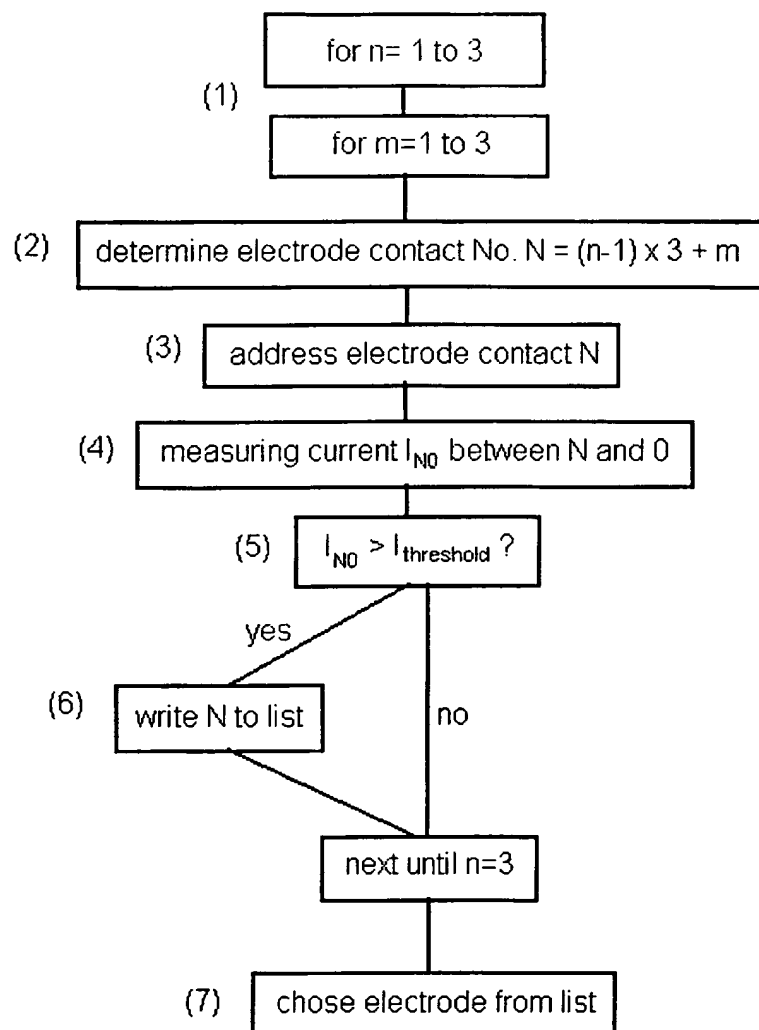 for n= 1 to 3
(1)
for m=1 to 3
(2) determine electrode contact No. N = (n-1) x 3 + m
(3) address electrode contact N
(4) measuring current I_N0 between N and 0
(5) I_N0 > I_threshold ?
yes
(6) write N to list
no
next until n=3
(7) chose electrode from list